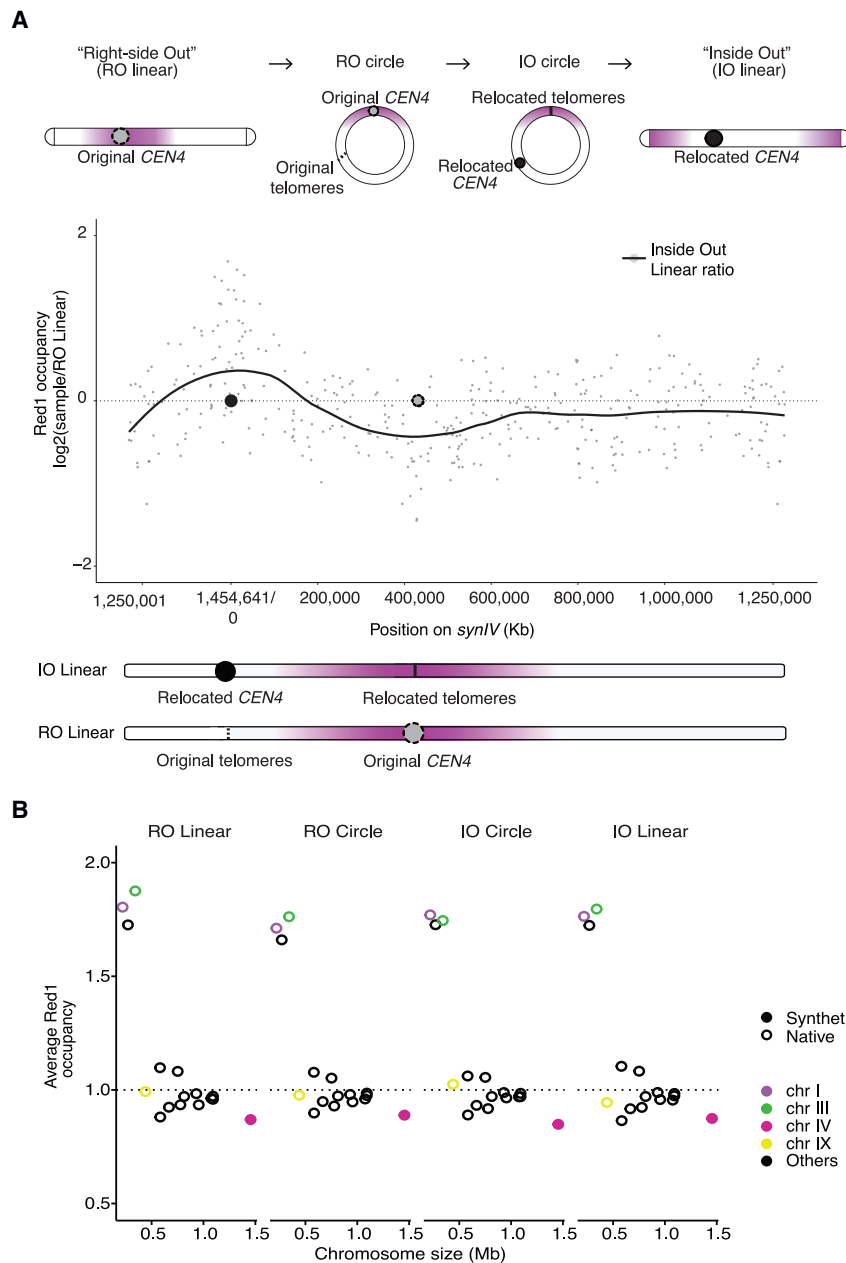 A
“Right-side Out”
(RO linear)
RO circle
IO circle
“Inside Out”
(IO linear)
Original CEN4
Original CEN4
Original
telomeres
Relocated telomeres
Relocated
CEN4
Relocated CEN4
Red1 occupancy
log2(sample/RO Linear)
2
0
−2
Inside Out
Linear ratio
1,250,001
1,454,641/
0
200,000
400,000
600,000
800,000
1,000,000
1,250,000
Position on synIV (Kb)
IO Linear
Relocated CEN4
Relocated telomeres
RO Linear
Original telomeres
Original CEN4
B
RO Linear
RO Circle
IO Circle
IO Linear
Average Red1
occupancy
2.0
1.5
1.0
0.5
0.5 1.0 1.5
0.5 1.0 1.5
0.5 1.0 1.5
0.5 1.0 1.5
Chromosome size (Mb)
Synthet
Native
chr I
chr III
chr IV
chr IX
Others